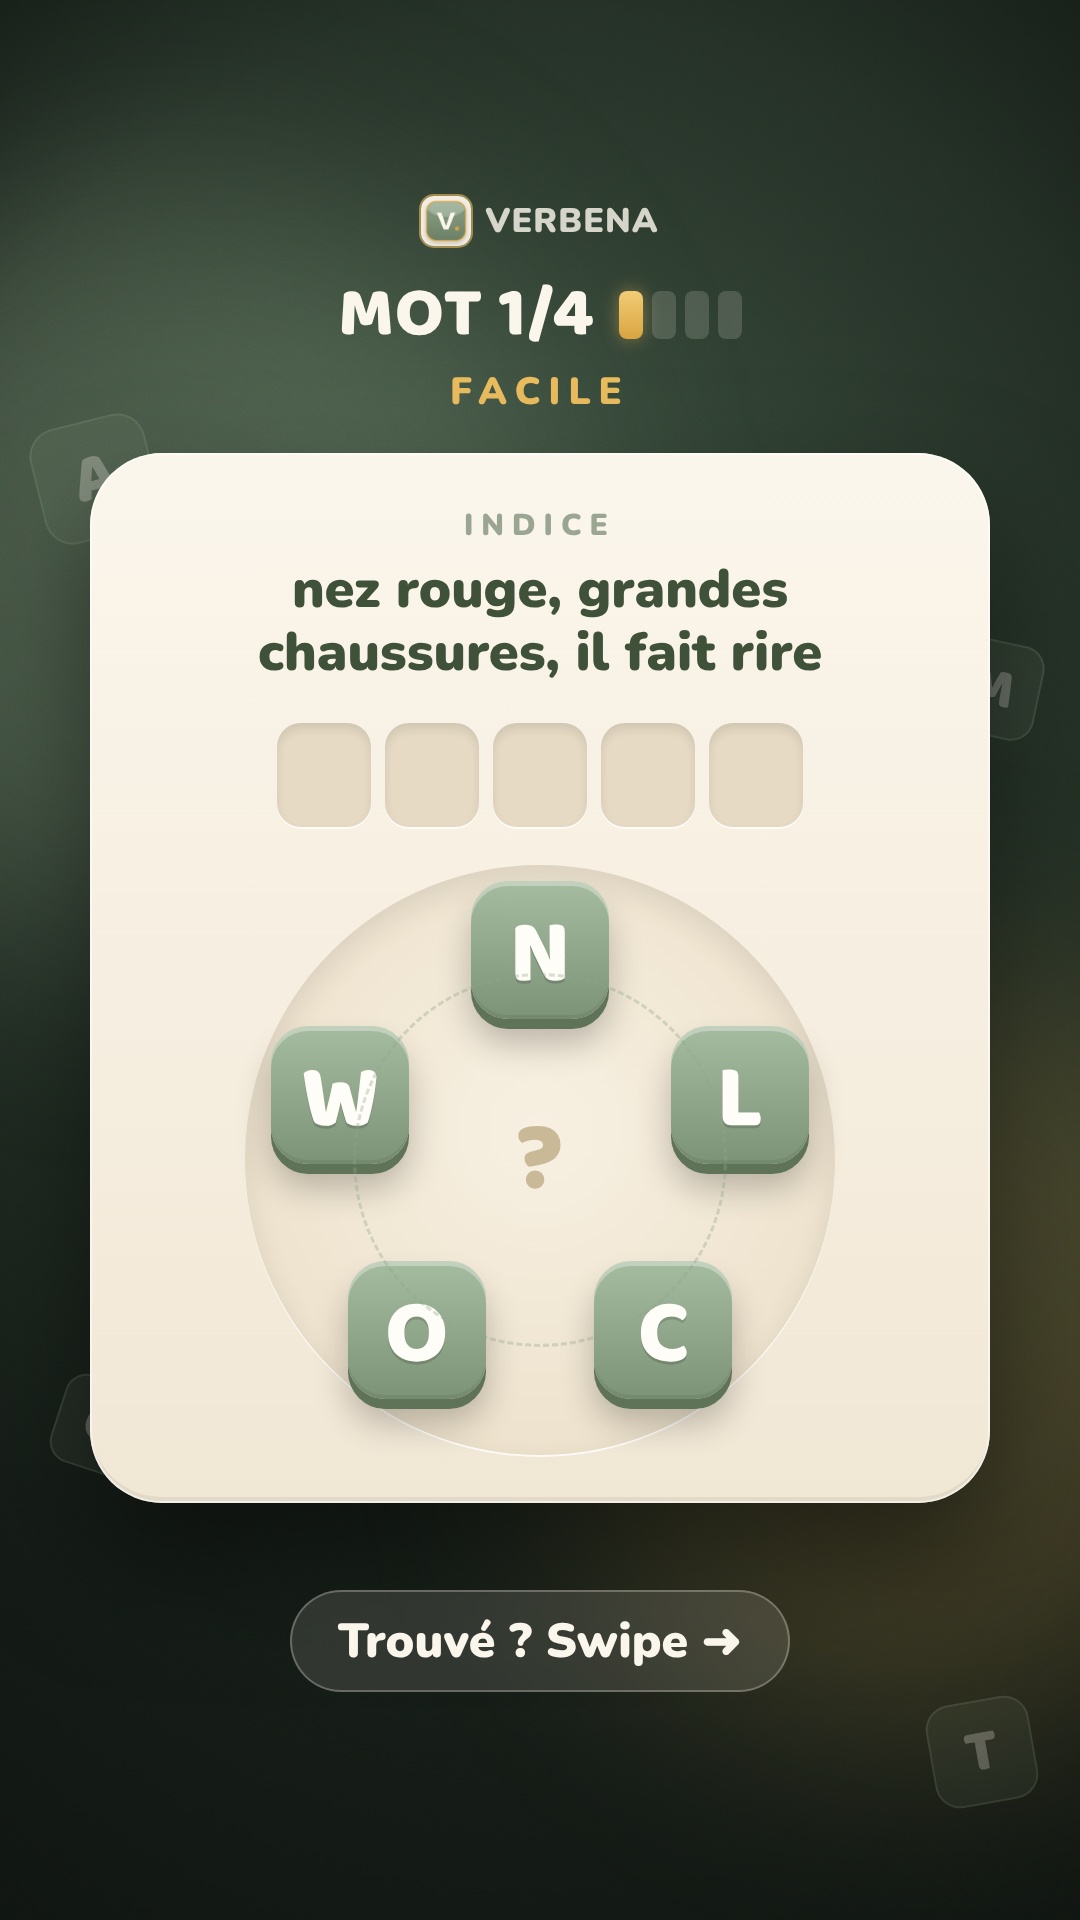 V.
VERBENA
MOT 1/4
FACILE
A
INDICE
nez rouge, grandes
chaussures, il fait rire
M
N
W
L
?
O
C
Trouvé ? Swipe ➜
T